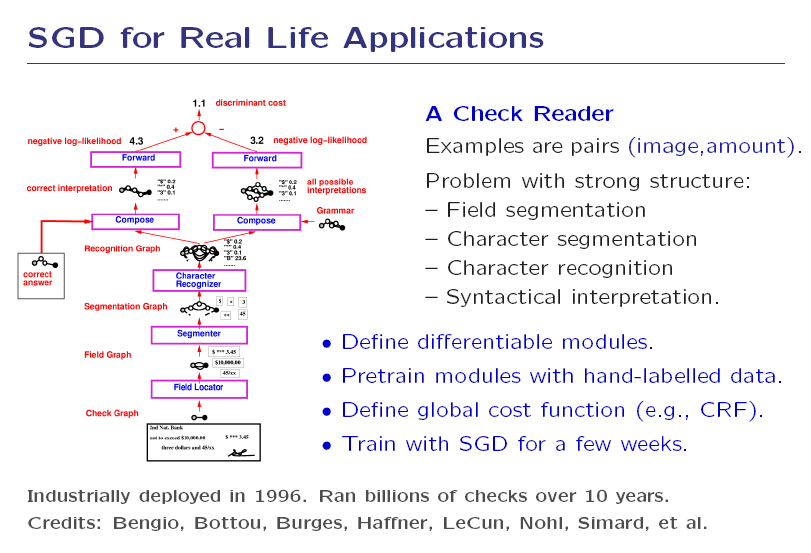 SGD for Real Life Applications
1.1 discriminant cost
+ −
negative log−likelihood 4.3
3.2 negative log−likelihood
Forward
Forward
correct interpretation
"$" 0.2
"*" 0.4
"3" 0.1
.......
"$" 0.2
"*" 0.4
"3" 0.1
.......
all possible
interpretations
Compose
Compose
Grammar
correct
answer
Recognition Graph
"$" 0.2
"*" 0.4
"3" 0.1
"B" 23.6
.......
Character
Recognizer
Segmentation Graph
$ * 3
** 45
Segmenter
Field Graph
$ *** 3.45
$10,000.00
45/xx
Field Locator
Check Graph
2nd Nat. Bank
not to exceed $10,000.00 $ *** 3.45
three dollars and 45/xx
A Check Reader
Examples are pairs (image,amount).
Problem with strong structure:
– Field segmentation
– Character segmentation
– Character recognition
– Syntactical interpretation.
• Define differentiable modules.
• Pretrain modules with hand-labelled data.
• Define global cost function (e.g., CRF).
• Train with SGD for a few weeks.
Industrially deployed in 1996. Ran billions of checks over 10 years.
Credits: Bengio, Bottou, Burges, Haffner, LeCun, Nohl, Simard, et al.